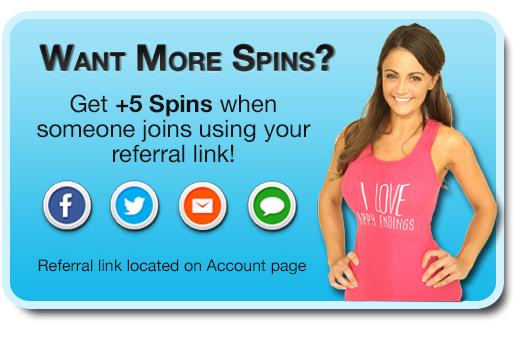 WANT MORE SPINS?
Get +5 Spins when
someone joins using your
referral link!
f
I LOVE
APPY ENDINGS
Referral link located on Account page